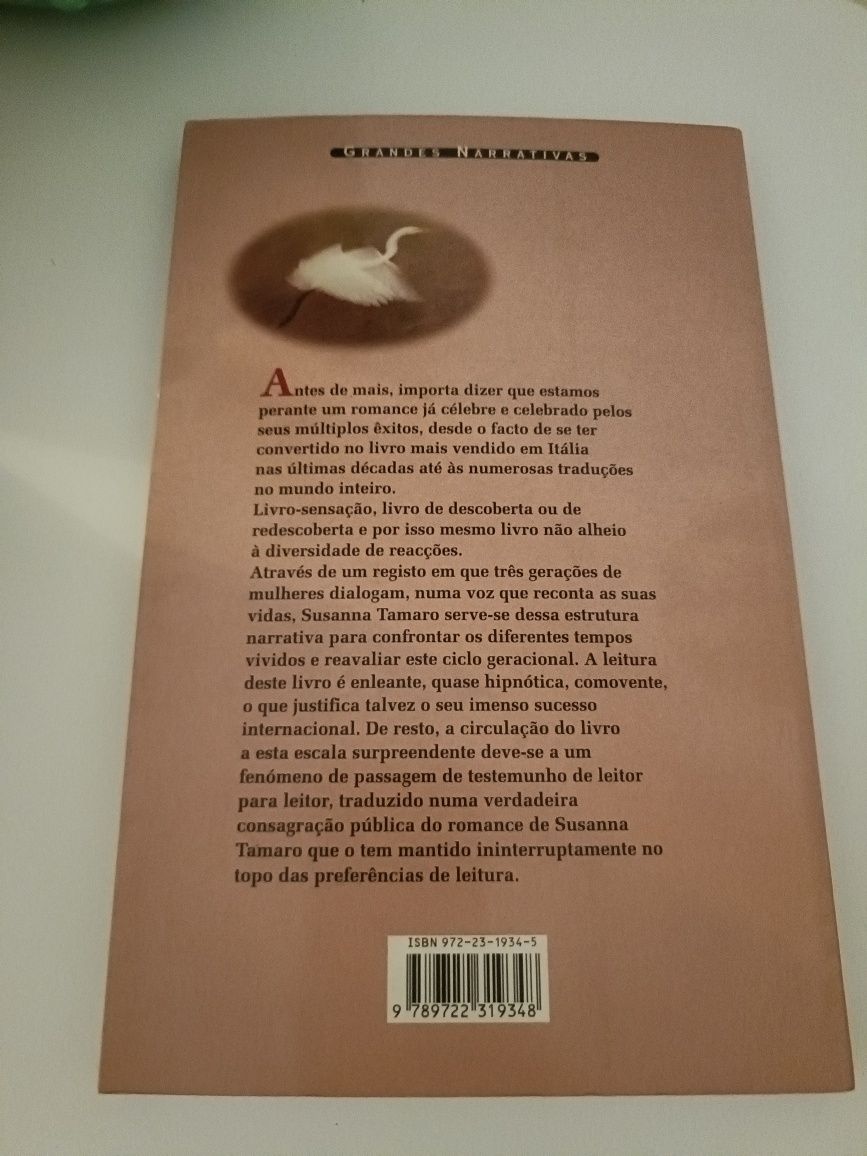 GRANDES NARRATIVAS
Antes de mais, importa dizer que estamos
perante um romance já célebre e celebrado pelos
seus múltiplos êxitos, desde o facto de se ter
convertido no livro mais vendido em Itália
nas últimas décadas até às numerosas traduções
no mundo inteiro.
Livro-sensação, livro de descoberta ou de
redescoberta e por isso mesmo livro não alheio
à diversidade de reacções.
Através de um registo em que três gerações de
mulheres dialogam, numa voz que reconta as suas
vidas, Susanna Tamaro serve-se dessa estrutura
narrativa para confrontar os diferentes tempos
vividos e reavaliar este ciclo geracional. A leitura
deste livro é enleante, quase hipnótica, comovente,
o que justifica talvez o seu imenso sucesso
internacional. De resto, a circulação do livro
a esta escala surpreendente deve-se a um
fenómeno de passagem de testemunho de leitor
para leitor, traduzido numa verdadeira
consagração pública do romance de Susanna
Tamaro que o tem mantido ininterruptamente no
topo das preferências de leitura.
ISBN 972-23-1934-5
9 789722 319348